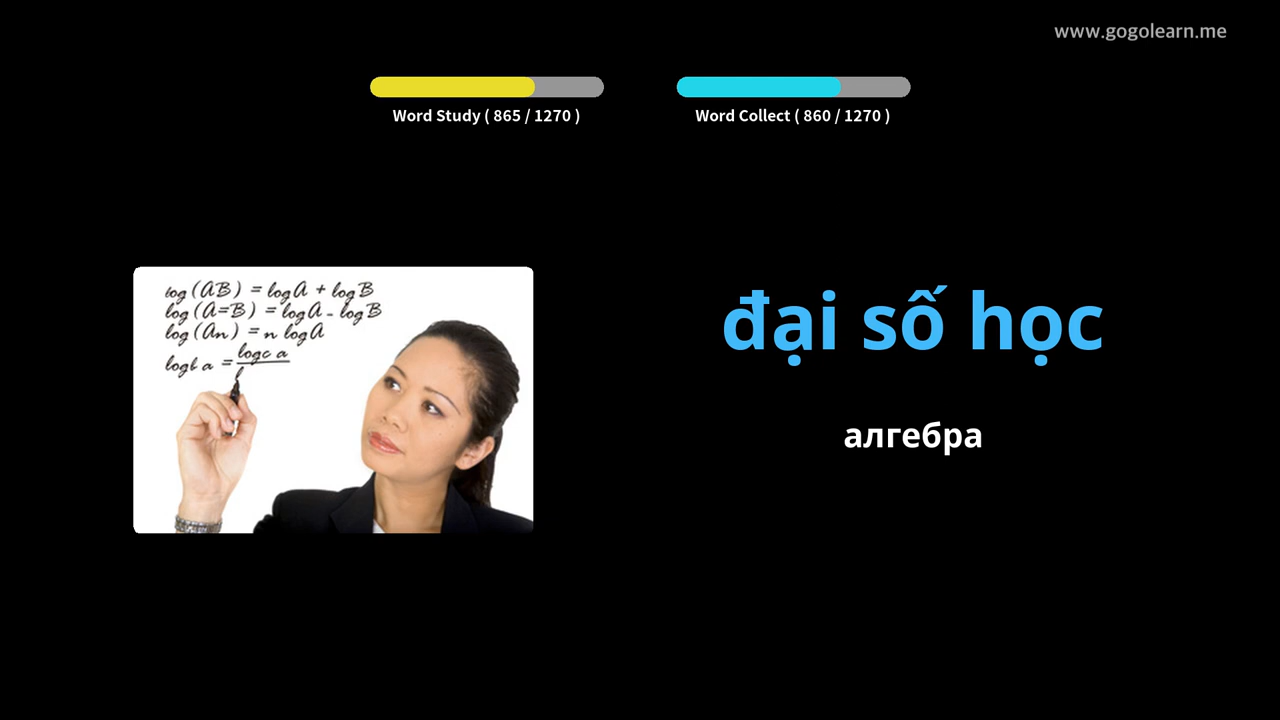 www.gogolearn.me
Word Study ( 865 / 1270 )
Word Collect ( 860 / 1270 )
log (AB) = log A + log B
log (A=B) = log A - log B
log (An) = n log A
logb a = logc a
đại số học
алгебра